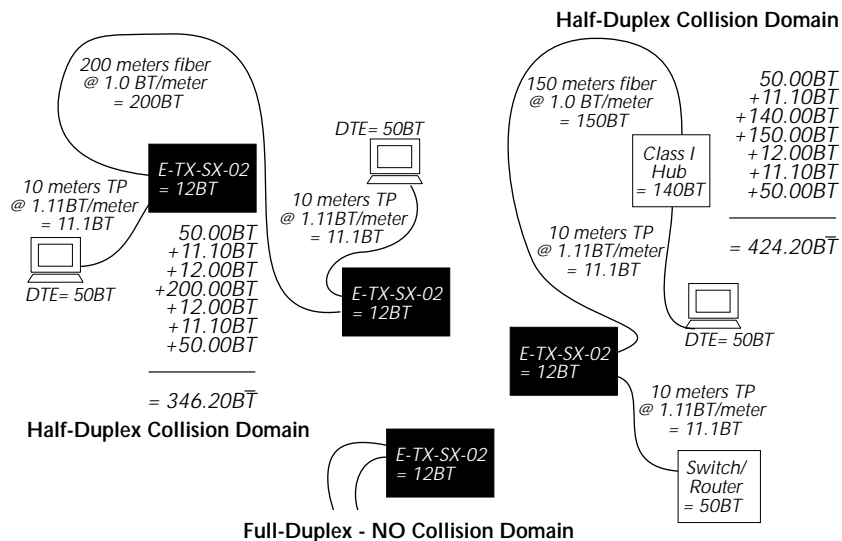 200 meters fiber
@ 1.0 BT/meter
= 200BT
E-TX-SX-02
= 12BT
10 meters TP
@ 1.11BT/meter
= 11.1BT
DTE= 50BT
50.00BT
+11.10BT
+12.00BT
+200.00BT
+12.00BT
+11.10BT
+50.00BT
= 346.20BT
Half-Duplex Collision Domain
DTE= 50BT
10 meters TP
@ 1.11BT/meter
= 11.1BT
E-TX-SX-02
= 12BT
Half-Duplex Collision Domain
150 meters fiber
@ 1.0 BT/meter
= 150BT
Class I
Hub
= 140BT
50.00BT
+11.10BT
+140.00BT
+150.00BT
+12.00BT
+11.10BT
+50.00BT
= 424.20BT
10 meters TP
@ 1.11BT/meter
= 11.1BT
DTE= 50BT
E-TX-SX-02
= 12BT
10 meters TP
@ 1.11BT/meter
= 11.1BT
Switch/
Router
= 50BT
E-TX-SX-02
= 12BT
Full-Duplex - NO Collision Domain